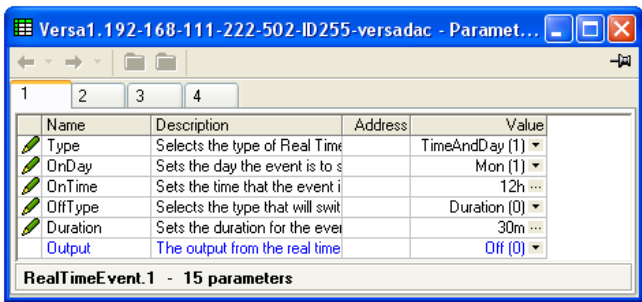 Versa1.192-168-111-222-502-ID255-versadac - Paramet...
1 2 3 4
Name Description Address Value
Type Selects the type of Real Time TimeAndDay (1)
OnDay Sets the day the event is to s Mon (1)
OnTime Sets the time that the event i 12h ...
OffType Selects the type that will swit Duration (0)
Duration Sets the duration for the even 30m ...
Output The output from the real time Off (0)
RealTimeEvent.1 - 15 parameters